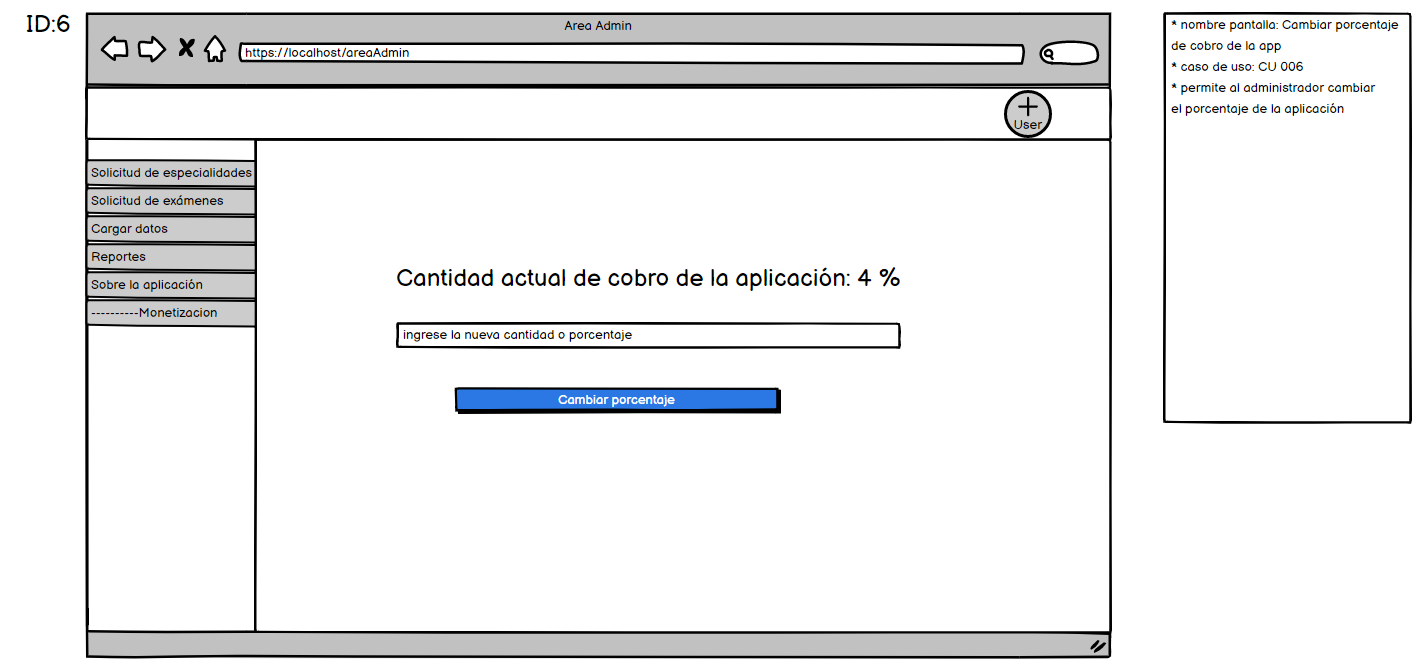 ID:6
Area Admin
https://localhost/areaAdmin
User
Solicitud de especialidades
Solicitud de exámenes
Cargar datos
Reportes
Sobre la aplicación
----------Monetizacion
Cantidad actual de cobro de la aplicación: 4 %
ingrese la nueva cantidad o porcentaje
Cambiar porcentaje
* nombre pantalla: Cambiar porcentaje
de cobro de la app
* caso de uso: CU 006
* permite al administrador cambiar
el porcentaje de la aplicación